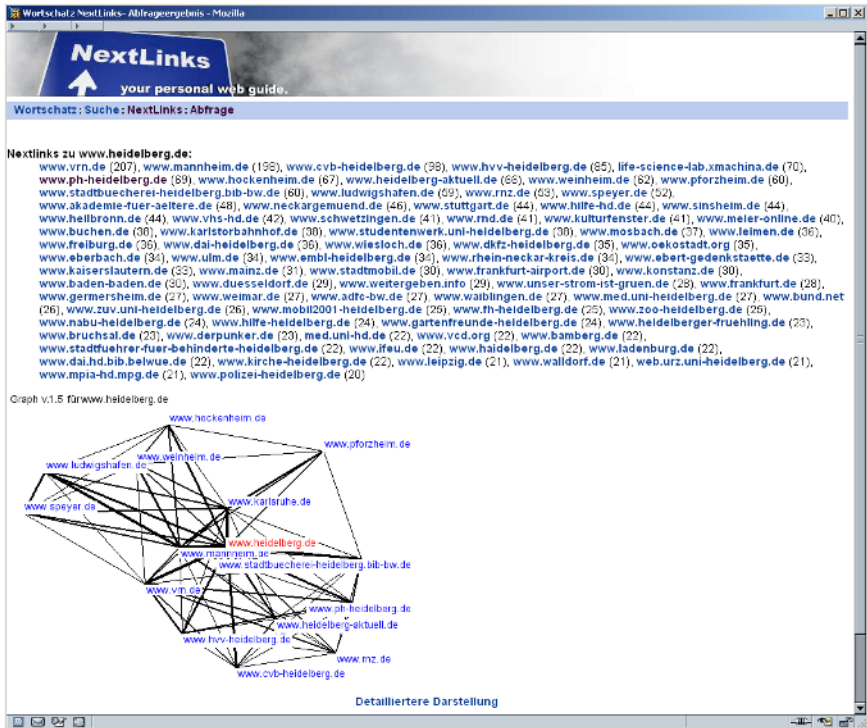 Wortschatz NextLinks- Abfrageergebnis - Mozilla
NextLinks
your personal web guide.
Wortschatz : Suche : NextLinks : Abfrage
Nextlinks zu www.heidelberg.de:
www.vrn.de (207), www.mannheim.de (198), www.cvb-heidelberg.de (98), www.hvv-heidelberg.de (85), life-science-lab.xmachina.de (70),
www.ph-heidelberg.de (69), www.hockenheim.de (67), www.heidelberg-aktuell.de (66), www.weinheim.de (62), www.pforzheim.de (60),
www.stadtbuecherei-heidelberg.bib-bw.de (60), www.ludwigshafen.de (59), www.rnz.de (53), www.speyer.de (52),
www.akademie-fuer-aeltere.de (48), www.neckargemuend.de (46), www.stuttgart.de (44), www.hilfe-hd.de (44), www.sinsheim.de (44),
www.heilbronn.de (44), www.vhs-hd.de (42), www.schwetzingen.de (41), www.rnd.de (41), www.kulturfenster.de (41), www.meier-online.de (40),
www.buchen.de (38), www.karlstorbahnhof.de (38), www.studentenwerk.uni-heidelberg.de (38), www.mosbach.de (37), www.leimen.de (36),
www.freiburg.de (36), www.dai-heidelberg.de (36), www.wiesloch.de (36), www.dkfz-heidelberg.de (35), www.oekostadt.org (35),
www.eberbach.de (34), www.ulm.de (34), www.embl-heidelberg.de (34), www.rhein-neckar-kreis.de (34), www.ebert-gedenkstaette.de (33),
www.kaiserslautern.de (33), www.mainz.de (31), www.stadtmobil.de (30), www.frankfurt-airport.de (30), www.konstanz.de (30),
www.baden-baden.de (30), www.duesseldorf.de (29), www.weitergeben.info (29), www.unser-strom-ist-gruen.de (28), www.frankfurt.de (28),
www.germersheim.de (27), www.weimar.de (27), www.adfc-bw.de (27), www.waiblingen.de (27), www.med.uni-heidelberg.de (27), www.bund.net
(26), www.zuv.uni-heidelberg.de (26), www.mobil2001-heidelberg.de (25), www.fh-heidelberg.de (25), www.zoo-heidelberg.de (25),
www.nabu-heidelberg.de (24), www.hilfe-heidelberg.de (24), www.gartenfreunde-heidelberg.de (24), www.heidelberger-fruehling.de (23),
www.bruchsal.de (23), www.derpunker.de (23), med.uni-hd.de (22), www.vcd.org (22), www.bamberg.de (22),
www.stadtfuehrer-fuer-behinderte-heidelberg.de (22), www.ifeu.de (22), www.haidelberg.de (22), www.ladenburg.de (22),
www.dai.hd.bib.belwue.de (22), www.kirche-heidelberg.de (22), www.leipzig.de (21), www.walldorf.de (21), web.urz.uni-heidelberg.de (21),
www.mpia-hd.mpg.de (21), www.polizei-heidelberg.de (20)
Graph v.1.5 fürwww.heidelberg.de
www.hockenheim.de
www.pforzheim.de
www.weinheim.de
www.ludwigshafen.de
www.karlsruhe.de
www.speyer.de
www.heidelberg.de
www.mannheim.de
www.stadtbuecherei-heidelberg.bib-bw.de
www.vrn.de
www.ph-heidelberg.de
www.heidelberg-aktuell.de
www.hvv-heidelberg.de
www.rnz.de
www.cvb-heidelberg.de
Detailliertere Darstellung